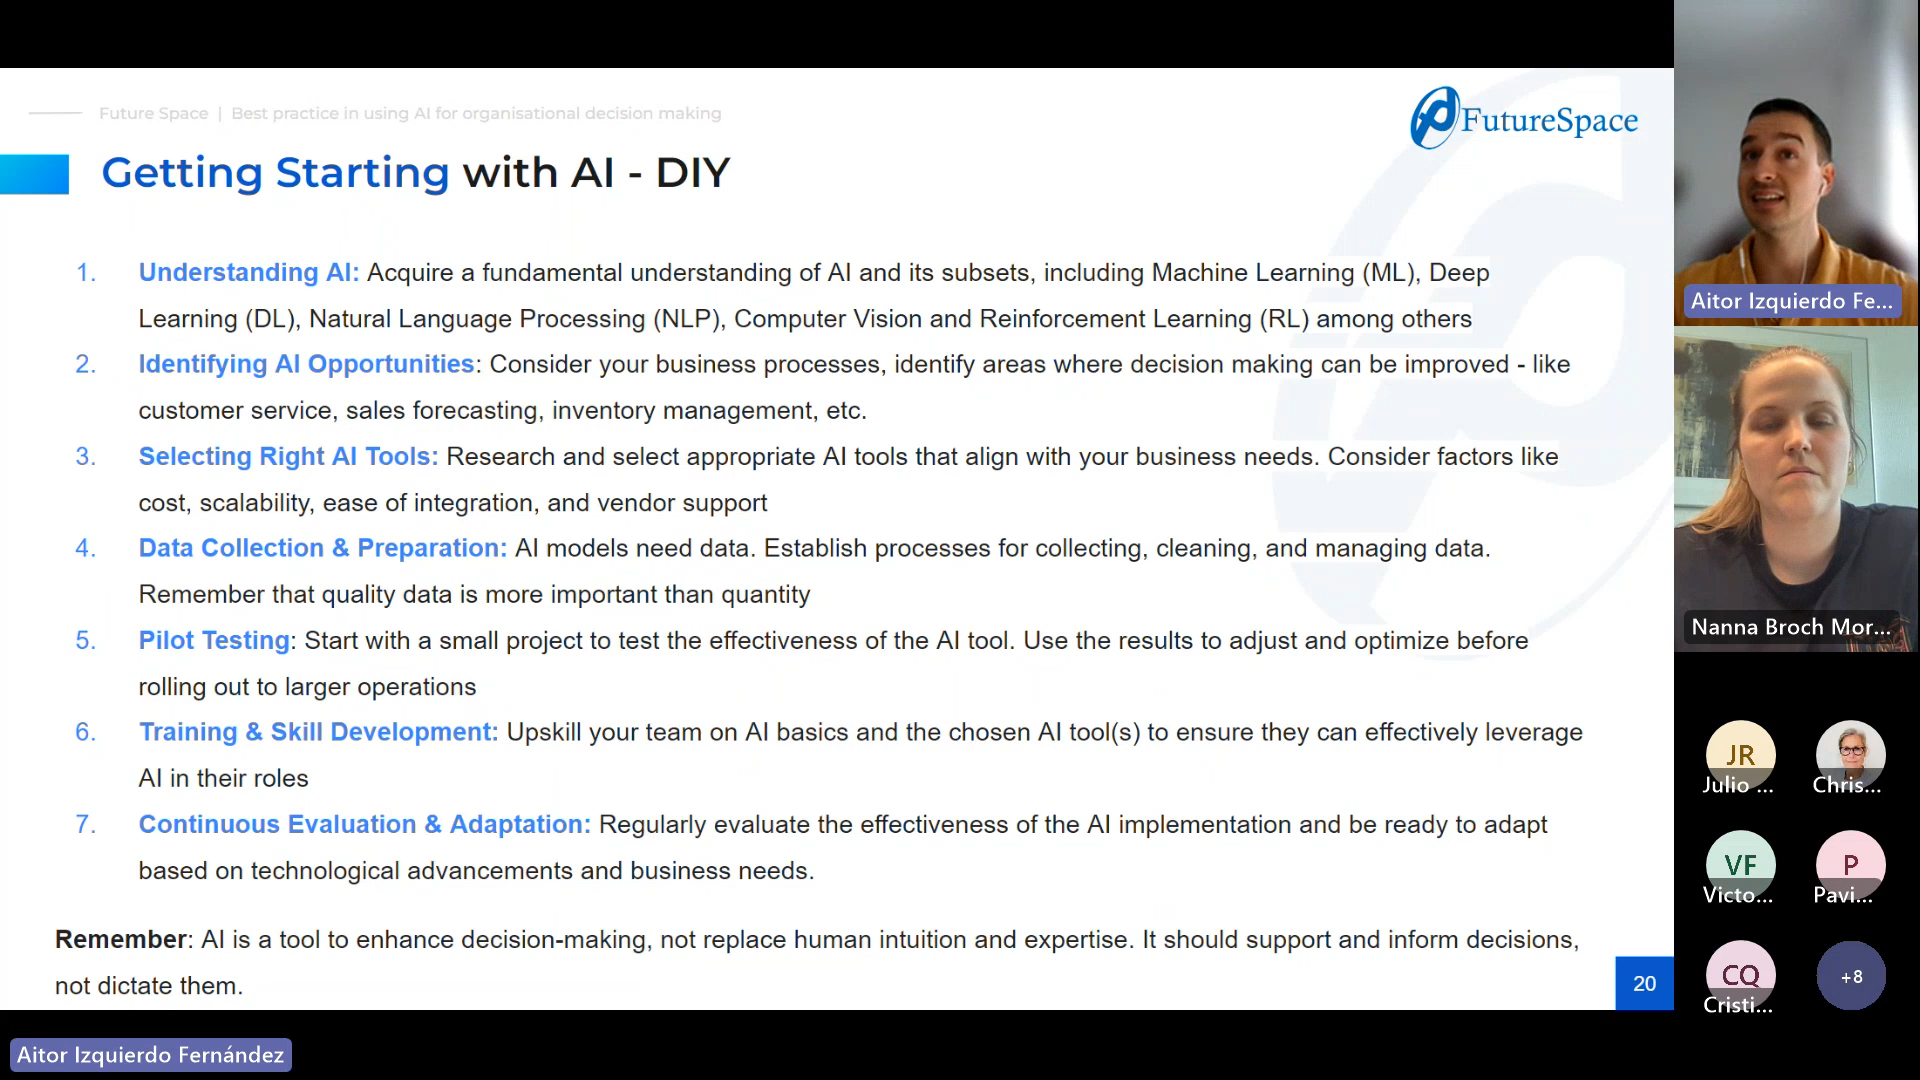 Future Space | Best practice in using AI for organisational decision making
FutureSpace
Getting Starting with AI - DIY
1. Understanding AI: Acquire a fundamental understanding of AI and its subsets, including Machine Learning (ML), Deep
Learning (DL), Natural Language Processing (NLP), Computer Vision and Reinforcement Learning (RL) among others
2. Identifying AI Opportunities: Consider your business processes, identify areas where decision making can be improved - like
customer service, sales forecasting, inventory management, etc.
3. Selecting Right AI Tools: Research and select appropriate AI tools that align with your business needs. Consider factors like
cost, scalability, ease of integration, and vendor support
4. Data Collection & Preparation: AI models need data. Establish processes for collecting, cleaning, and managing data.
Remember that quality data is more important than quantity
5. Pilot Testing: Start with a small project to test the effectiveness of the AI tool. Use the results to adjust and optimize before
rolling out to larger operations
6. Training & Skill Development: Upskill your team on AI basics and the chosen AI tool(s) to ensure they can effectively leverage
AI in their roles
7. Continuous Evaluation & Adaptation: Regularly evaluate the effectiveness of the AI implementation and be ready to adapt
based on technological advancements and business needs.
Remember: AI is a tool to enhance decision-making, not replace human intuition and expertise. It should support and inform decisions,
not dictate them.
20
Aitor Izquierdo Fernández
Aitor Izquierdo Fe...
Nanna Broch Mor...
JR
Julio ...
Chris...
VF
Victo...
P
Pavi...
CQ
Cristi...
+8